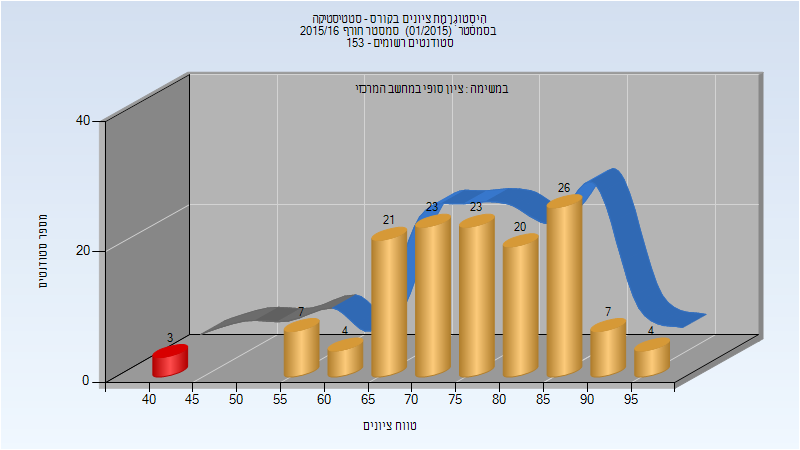 היסטוגרמת ציונים בקורס - סטטיסטיקה
בסמסטר (01/2015) סמסטר חורף 2015/16
סטודנטים רשומים - 153
במשימה : ציון סופי במחשב המרכזי
מספר סטודנטים
40
20
0
3
7
4
21
23
23
20
26
7
4
40 45 50 55 60 65 70 75 80 85 90 95
טווח ציונים